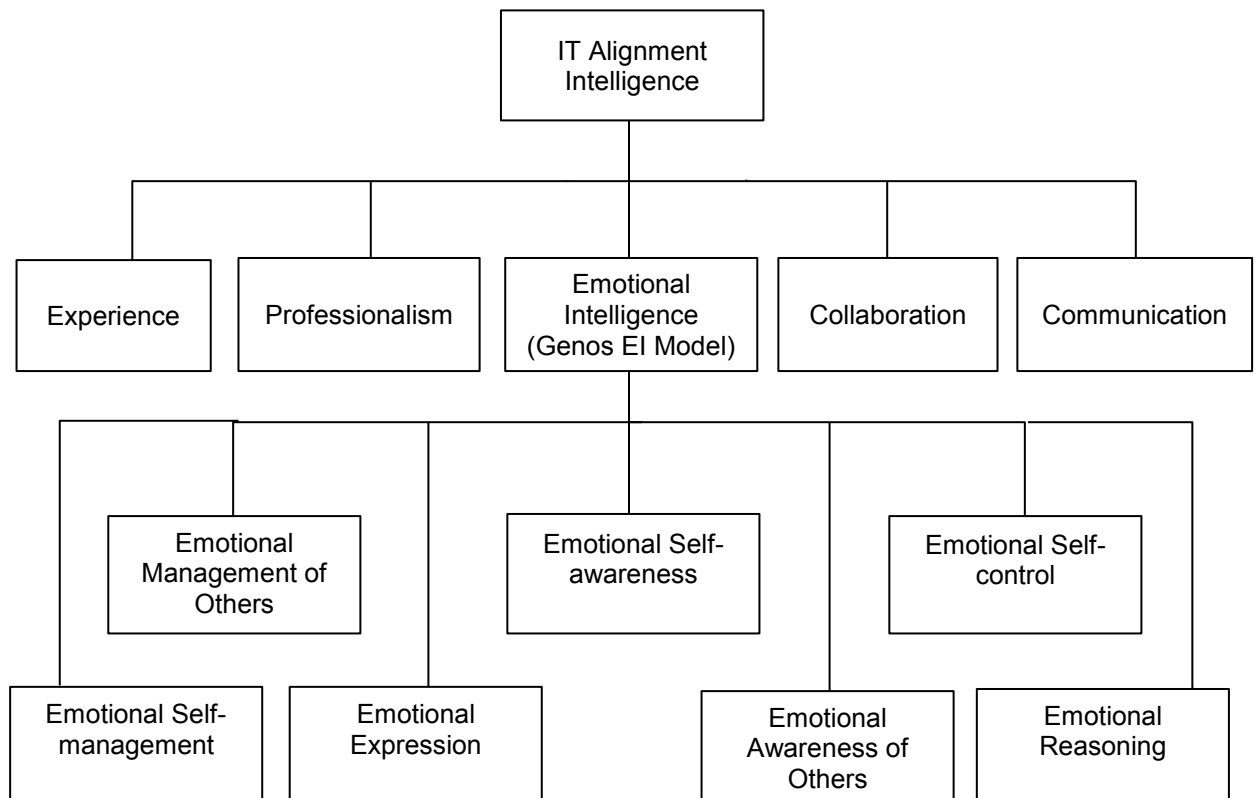 IT Alignment
Intelligence
Experience
Professionalism
Emotional
Intelligence
(Genos EI Model)
Collaboration
Communication
Emotional
Management of
Others
Emotional Self-
awareness
Emotional Self-
control
Emotional Self-
management
Emotional
Expression
Emotional
Awareness of
Others
Emotional
Reasoning